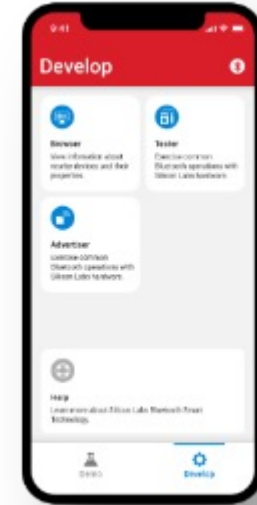 9:41
Develop
Browser
View information about
nearby devices and their
properties
Tester
Exercise common
Bluetooth operations with
Silicon Labs hardware
Advertiser
Exercise common
Bluetooth operations with
Silicon Labs hardware
Help
Learn more about Silicon Labs Bluetooth Smart
Technology.
Demo
Develop